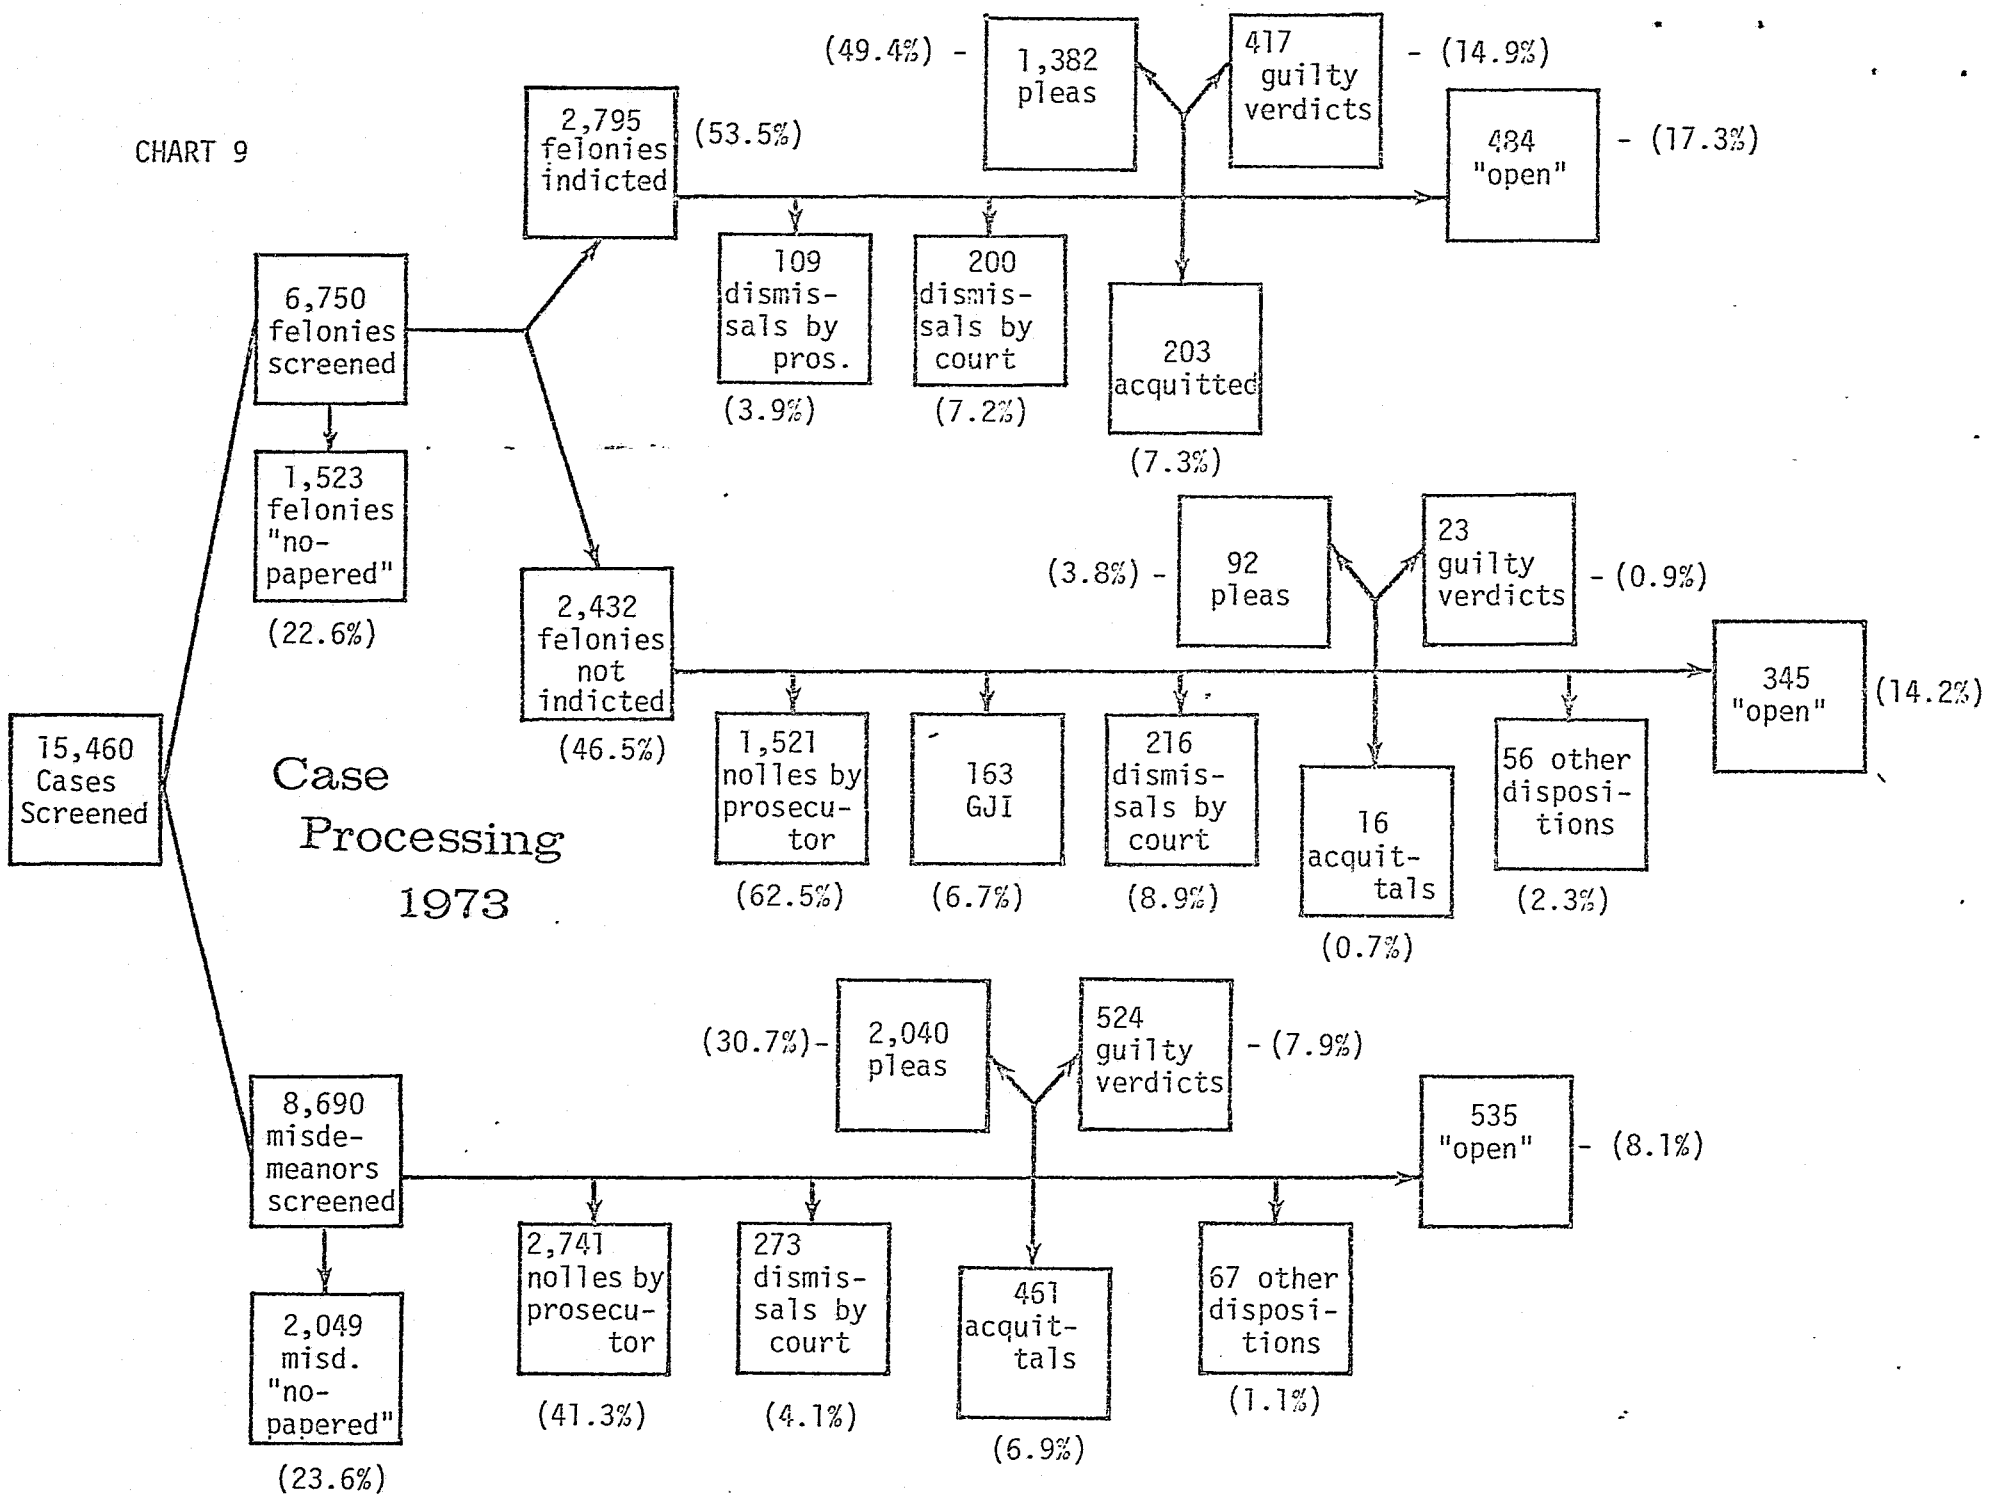 CHART 9
(49.4%) -
1,382
pleas
417
guilty
verdicts
- (14.9%)
2,795
felonies
indicted
(53.5%)
484
"open"
- (17.3%)
109
dismis-
sals by
pros.
(3.9%)
200
dismis-
sals by
court
(7.2%)
203
acquitted
(7.3%)
6,750
felonies
screened
1,523
felonies
"no-
papered"
(22.6%)
(3.8%) -
92
pleas
23
guilty
verdicts
- (0.9%)
2,432
felonies
not
indicted
(46.5%)
345
"open"
(14.2%)
1,521
nolles by
prosecu-
tor
(62.5%)
163
GJI
(6.7%)
216
dismis-
sals by
court
(8.9%)
16
acquit-
tals
(0.7%)
56 other
disposi-
tions
(2.3%)
15,460
Cases
Screened
Case
Processing
1973
(30.7%)-
2,040
pleas
524
guilty
verdicts
- (7.9%)
8,690
misde-
meanors
screened
535
"open"
- (8.1%)
2,049
misd.
"no-
papered"
(23.6%)
2,741
nolles by
prosecu-
tor
(41.3%)
273
dismis-
sals by
court
(4.1%)
461
acquit-
tals
(6.9%)
67 other
disposi-
tions
(1.1%)